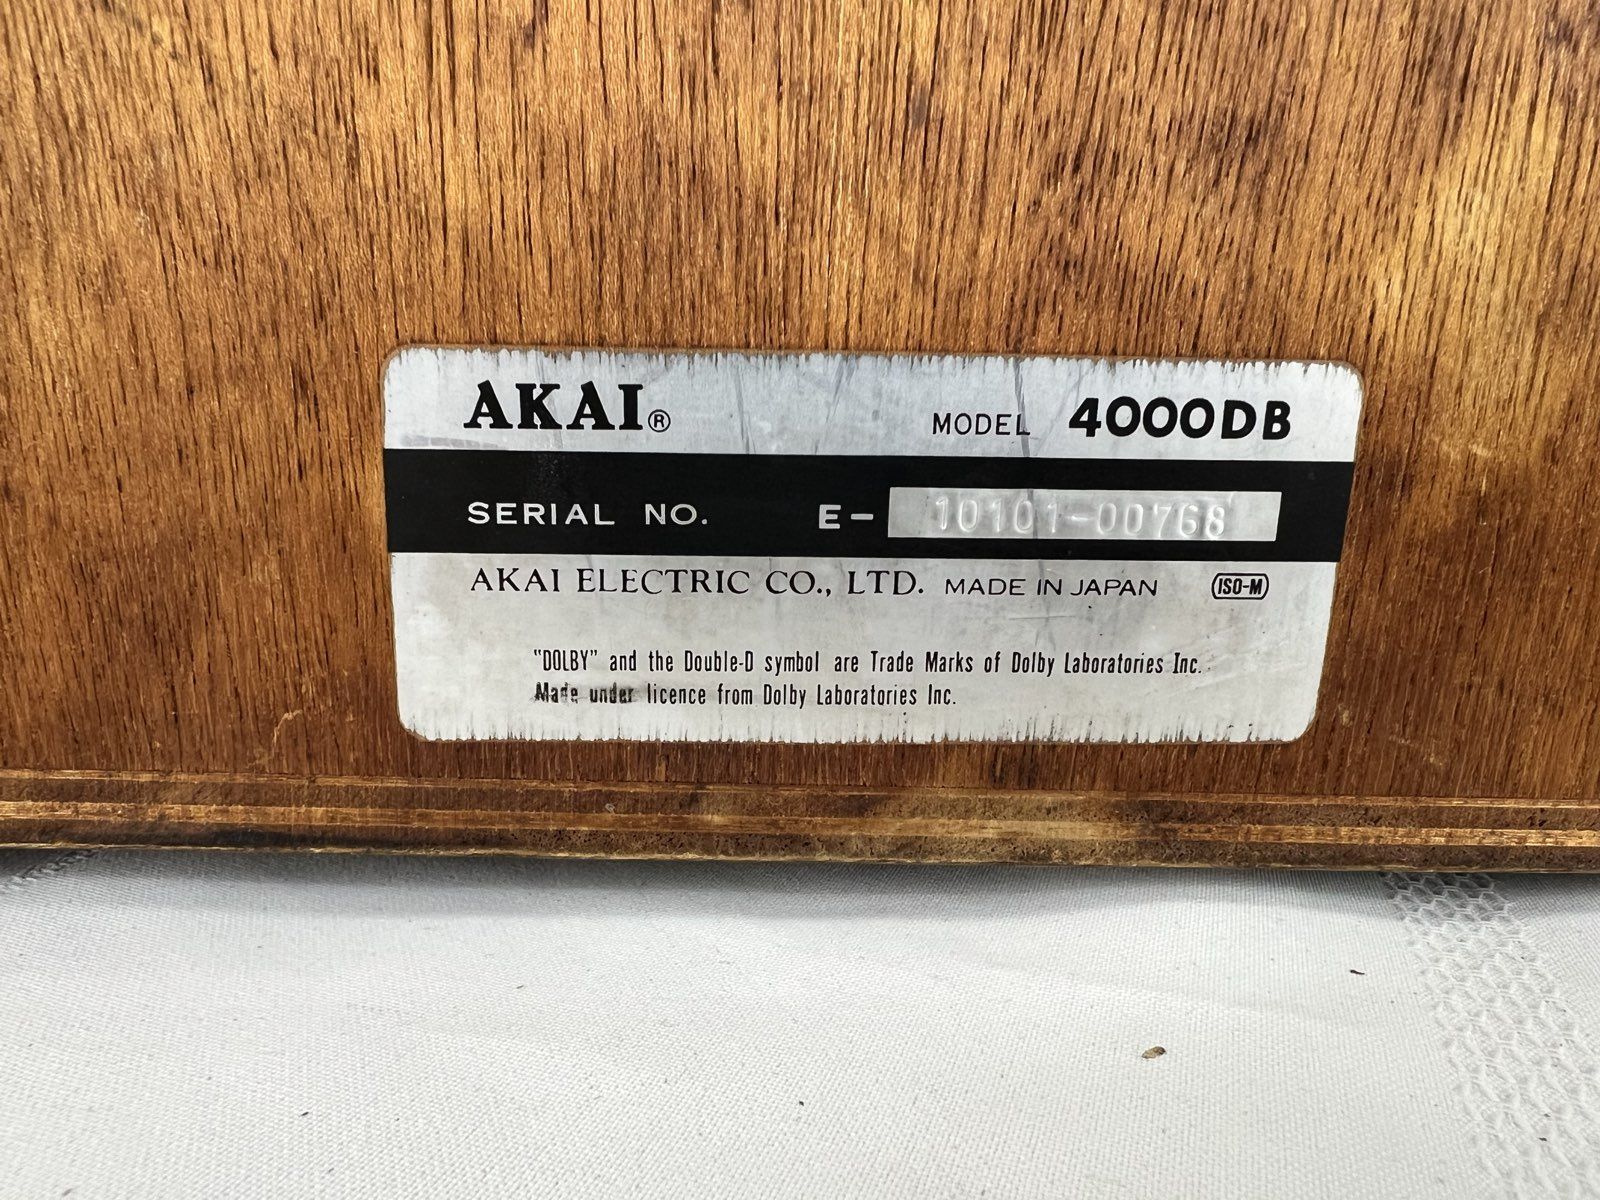 AKAI® MODEL 4000DB
SERIAL NO. E- 10101-00768
AKAI ELECTRIC CO., LTD. MADE IN JAPAN ISO-M
"DOLBY" and the Double-D symbol are Trade Marks of Dolby Laboratories Inc.
Made under licence from Dolby Laboratories Inc.